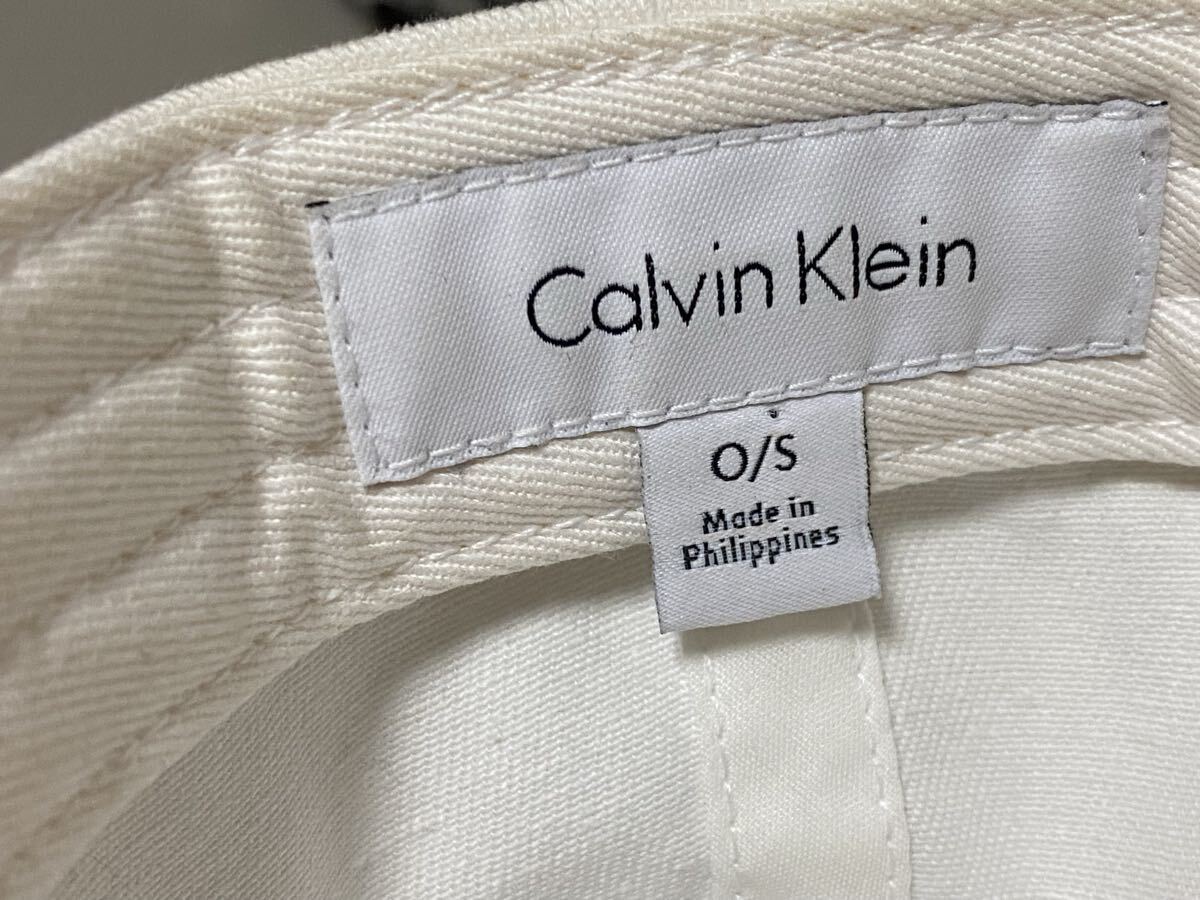 Calvin Klein
O/S
Made in
Philippines